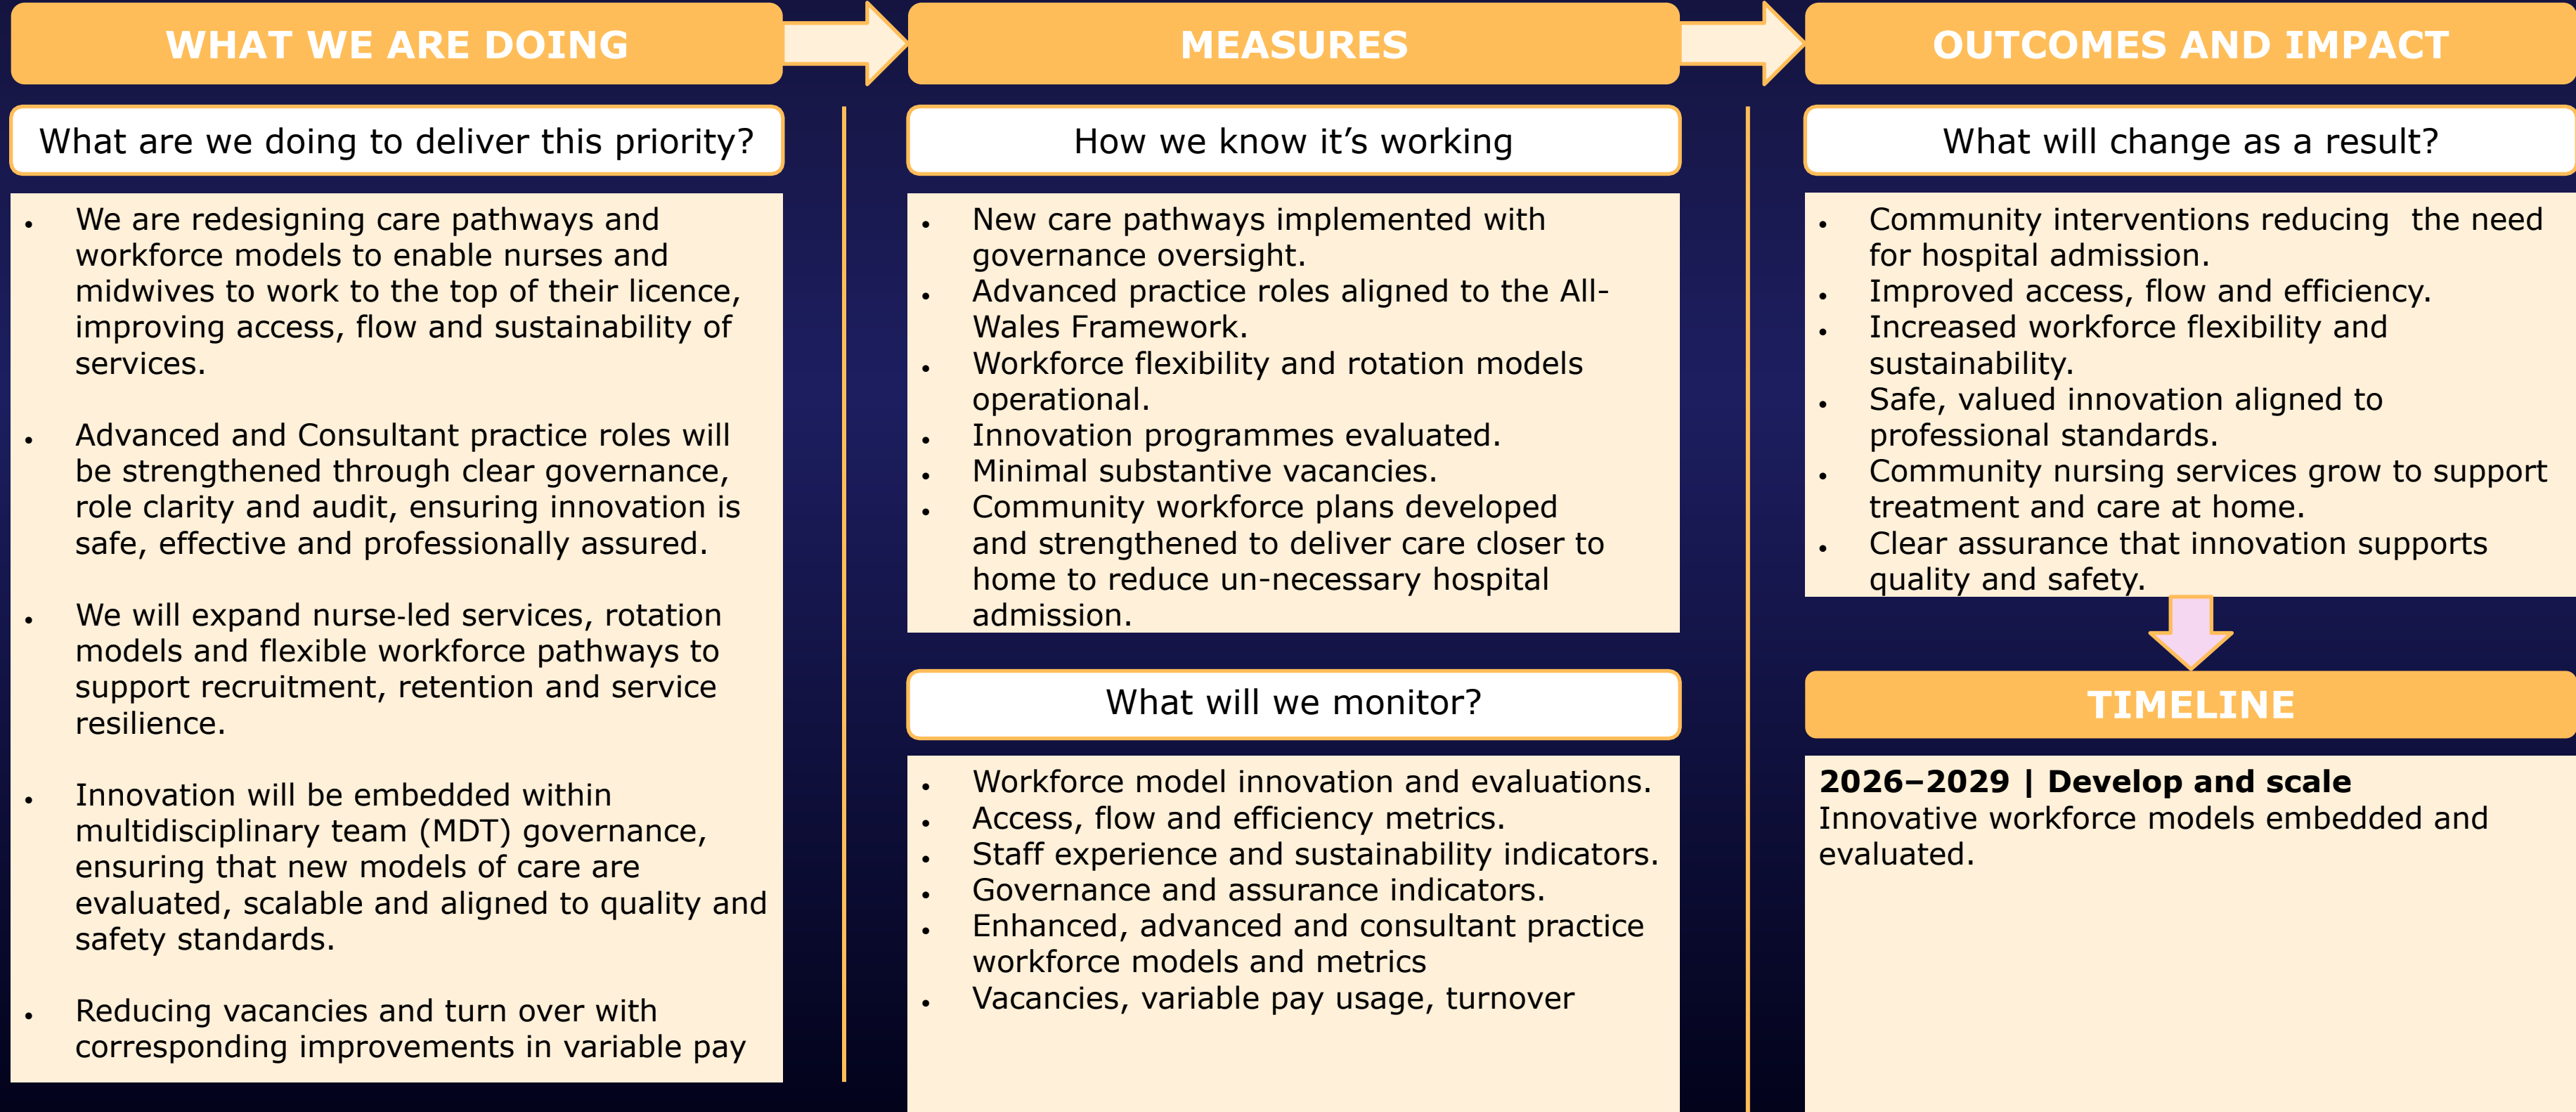 WHAT WE ARE DOING
What are we doing to deliver this priority?
• We are redesigning care pathways and
workforce models to enable nurses and
midwives to work to the top of their licence,
improving access, flow and sustainability of
services.
• Advanced and Consultant practice roles will
be strengthened through clear governance,
role clarity and audit, ensuring innovation is
safe, effective and professionally assured.
• We will expand nurse-led services, rotation
models and flexible workforce pathways to
support recruitment, retention and service
resilience.
• Innovation will be embedded within
multidisciplinary team (MDT) governance,
ensuring that new models of care are
evaluated, scalable and aligned to quality and
safety standards.
• Reducing vacancies and turn over with
corresponding improvements in variable pay
MEASURES
How we know it’s working
• New care pathways implemented with
governance oversight.
• Advanced practice roles aligned to the All-
Wales Framework.
• Workforce flexibility and rotation models
operational.
• Innovation programmes evaluated.
• Minimal substantive vacancies.
• Community workforce plans developed
and strengthened to deliver care closer to
home to reduce un-necessary hospital
admission.
What will we monitor?
• Workforce model innovation and evaluations.
• Access, flow and efficiency metrics.
• Staff experience and sustainability indicators.
• Governance and assurance indicators.
• Enhanced, advanced and consultant practice
workforce models and metrics
• Vacancies, variable pay usage, turnover
OUTCOMES AND IMPACT
What will change as a result?
• Community interventions reducing  the need
for hospital admission.
• Improved access, flow and efficiency.
• Increased workforce flexibility and
sustainability.
• Safe, valued innovation aligned to
professional standards.
• Community nursing services grow to support
treatment and care at home.
• Clear assurance that innovation supports
quality and safety.
TIMELINE
2026–2029 | Develop and scale
Innovative workforce models embedded and
evaluated.